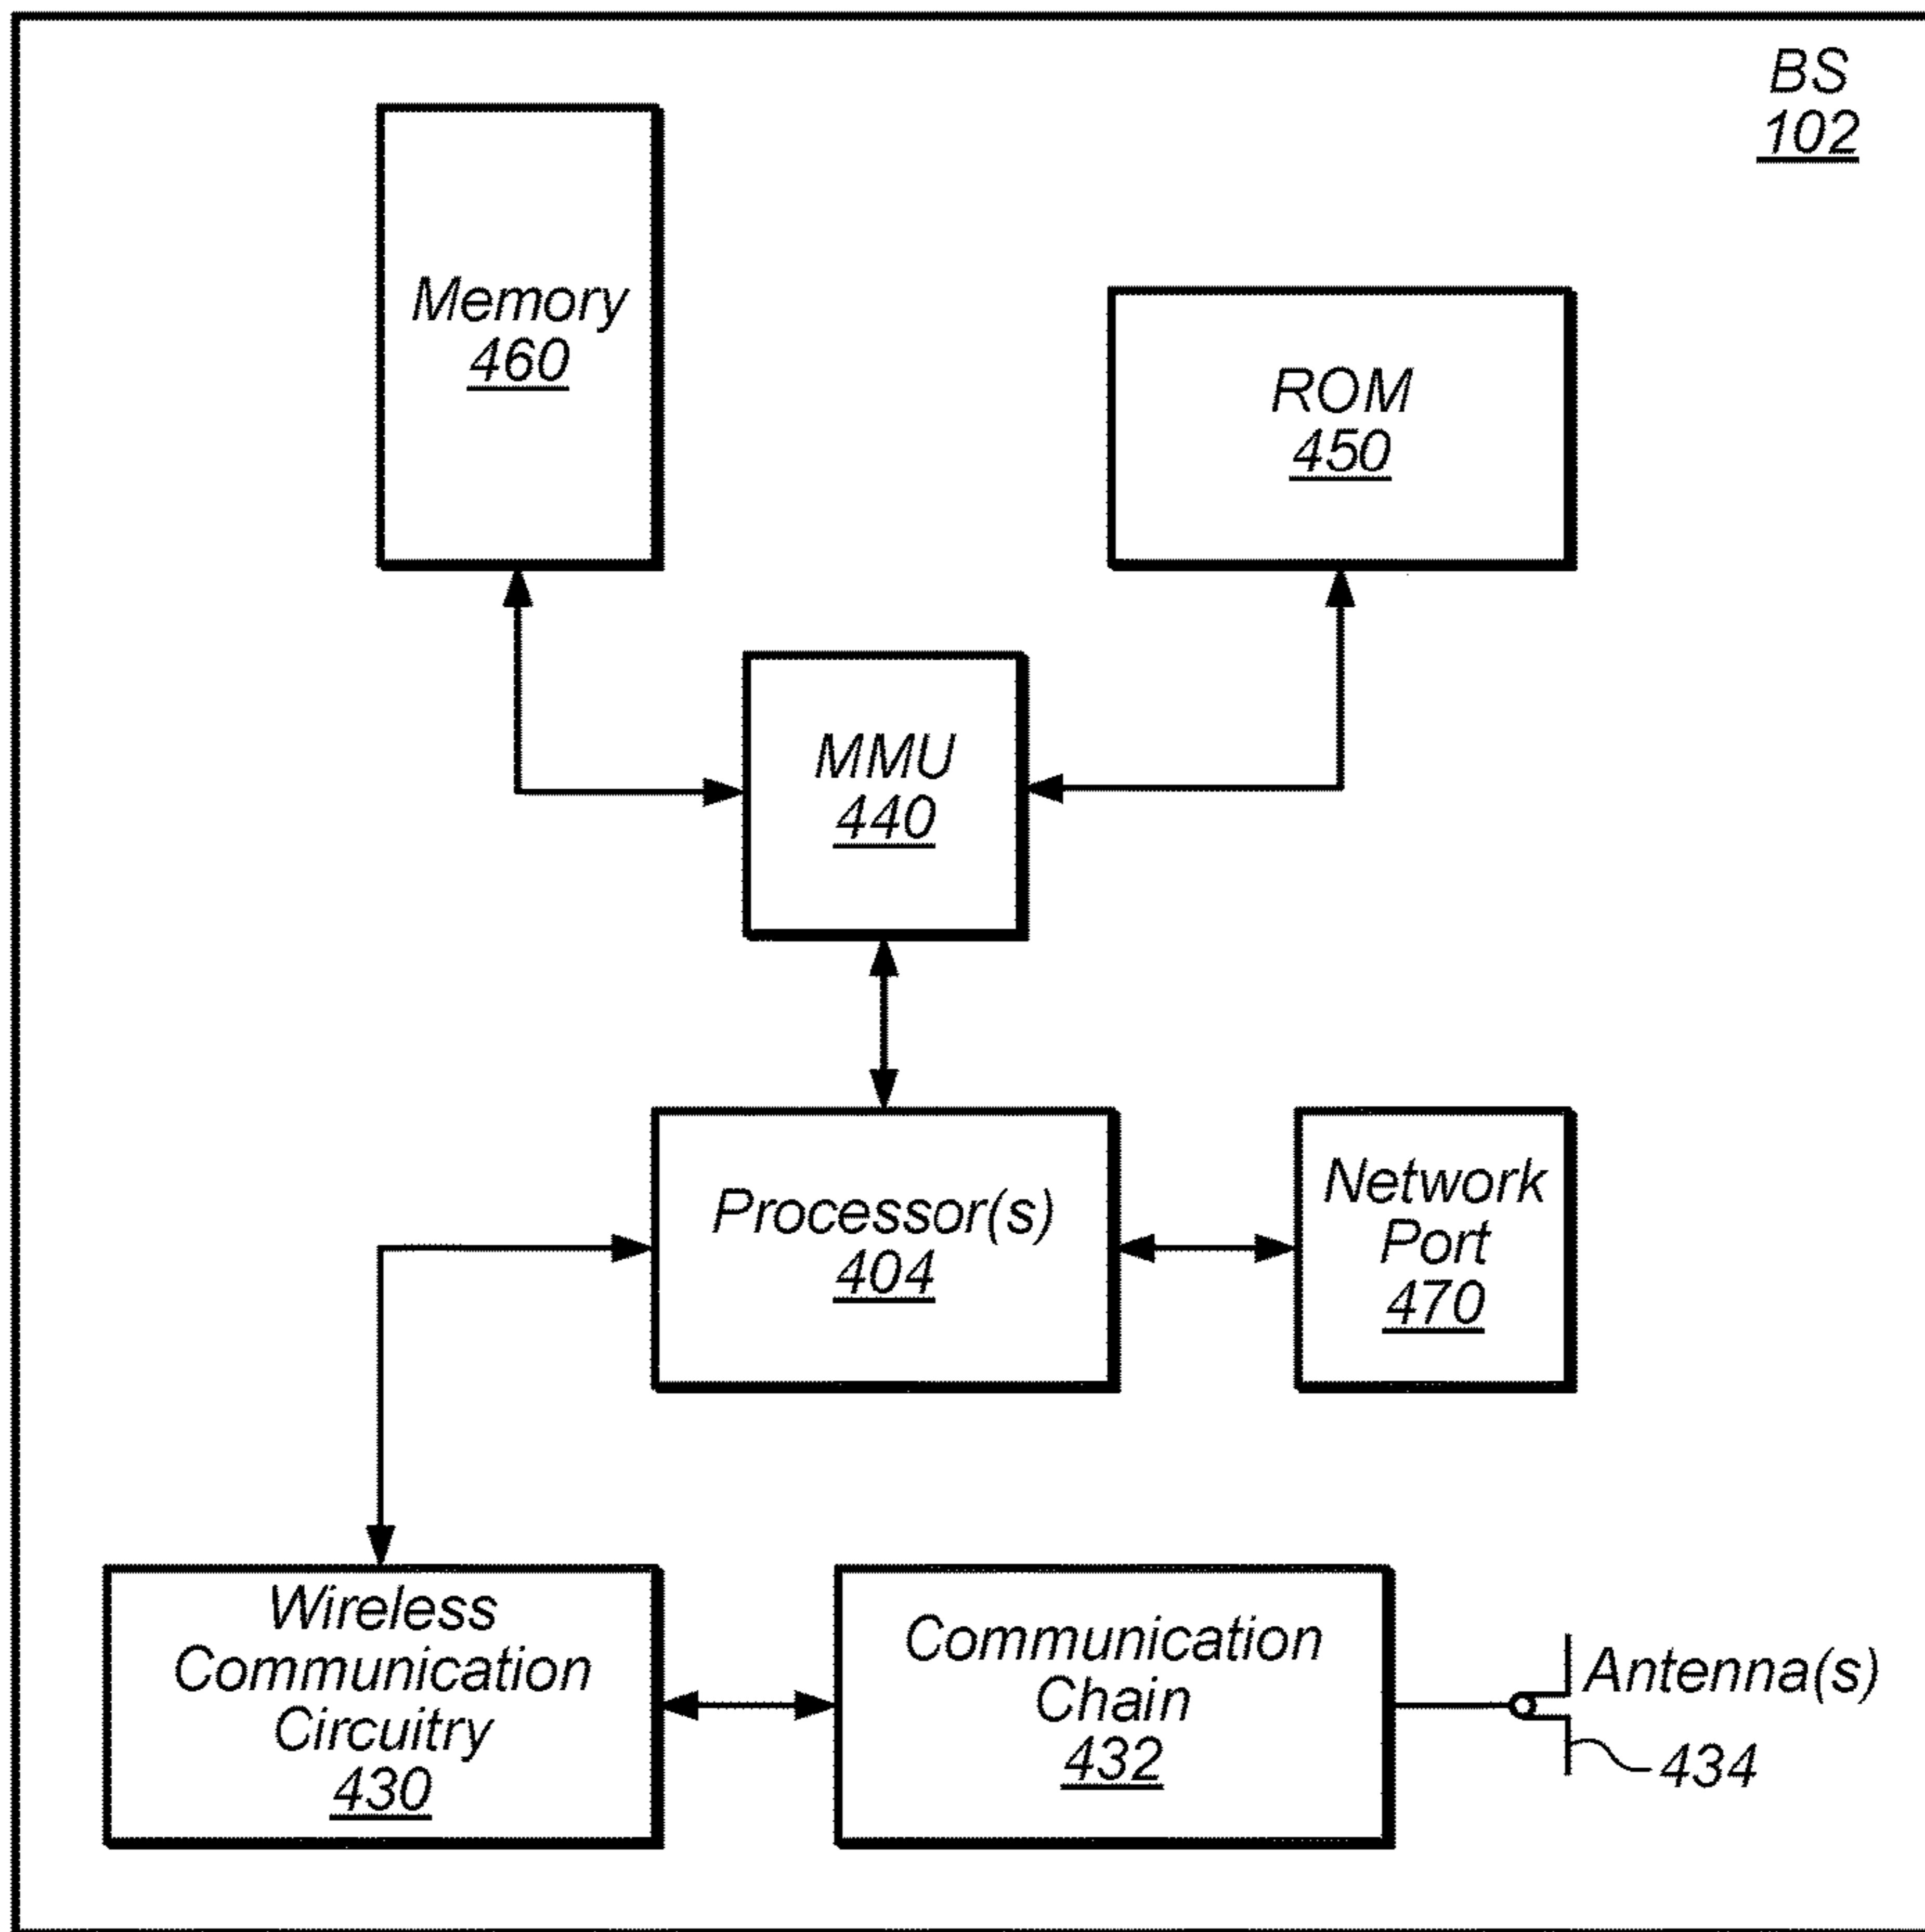 BS
102
Memory
460
ROM
450
MMU
440
Processor(s)
404
Network
Port
470
Wireless
Communication
Circuitry
430
Communication
Chain
432
Antenna(s)
434